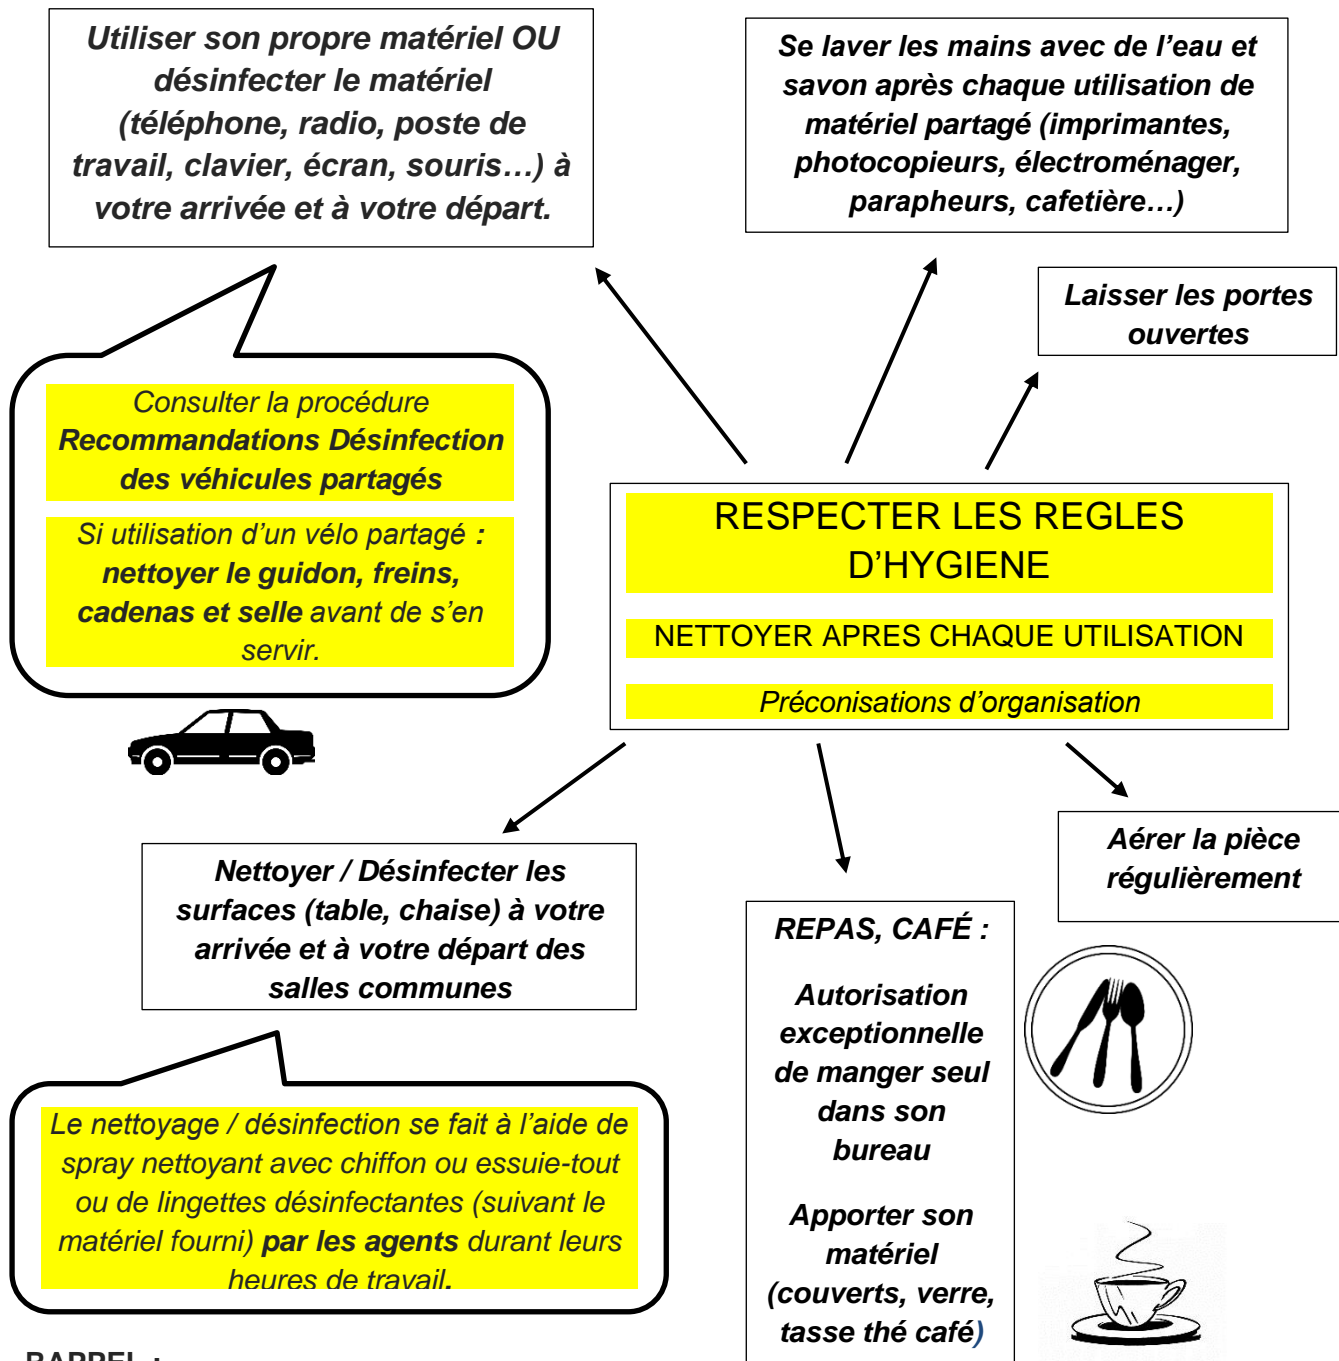 Utiliser son propre matériel OU
désinfecter le matériel
(téléphone, radio, poste de
travail, clavier, écran, souris…) à
votre arrivée et à votre départ.
Se laver les mains avec de l’eau et
savon après chaque utilisation de
matériel partagé (imprimantes,
photocopieurs, électroménager,
parapheurs, cafetière…)
Laisser les portes
ouvertes
Consulter la procédure
Recommandations Désinfection
des véhicules partagés
Si utilisation d’un vélo partagé :
nettoyer le guidon, freins,
cadenas et selle avant de s’en
servir.
RESPECTER LES REGLES
D’HYGIENE
NETTOYER APRES CHAQUE UTILISATION
Préconisations d’organisation
Nettoyer / Désinfecter les
surfaces (table, chaise) à votre
arrivée et à votre départ des
salles communes
Aérer la pièce
régulièrement
REPAS, CAFÉ :
Autorisation
exceptionnelle
de manger seul
dans son
bureau
Apporter son
matériel
(couverts, verre,
tasse thé café)
Le nettoyage / désinfection se fait à l’aide de
spray nettoyant avec chiffon ou essuie-tout
ou de lingettes désinfectantes (suivant le
matériel fourni) par les agents durant leurs
heures de travail.
RAPPEL :